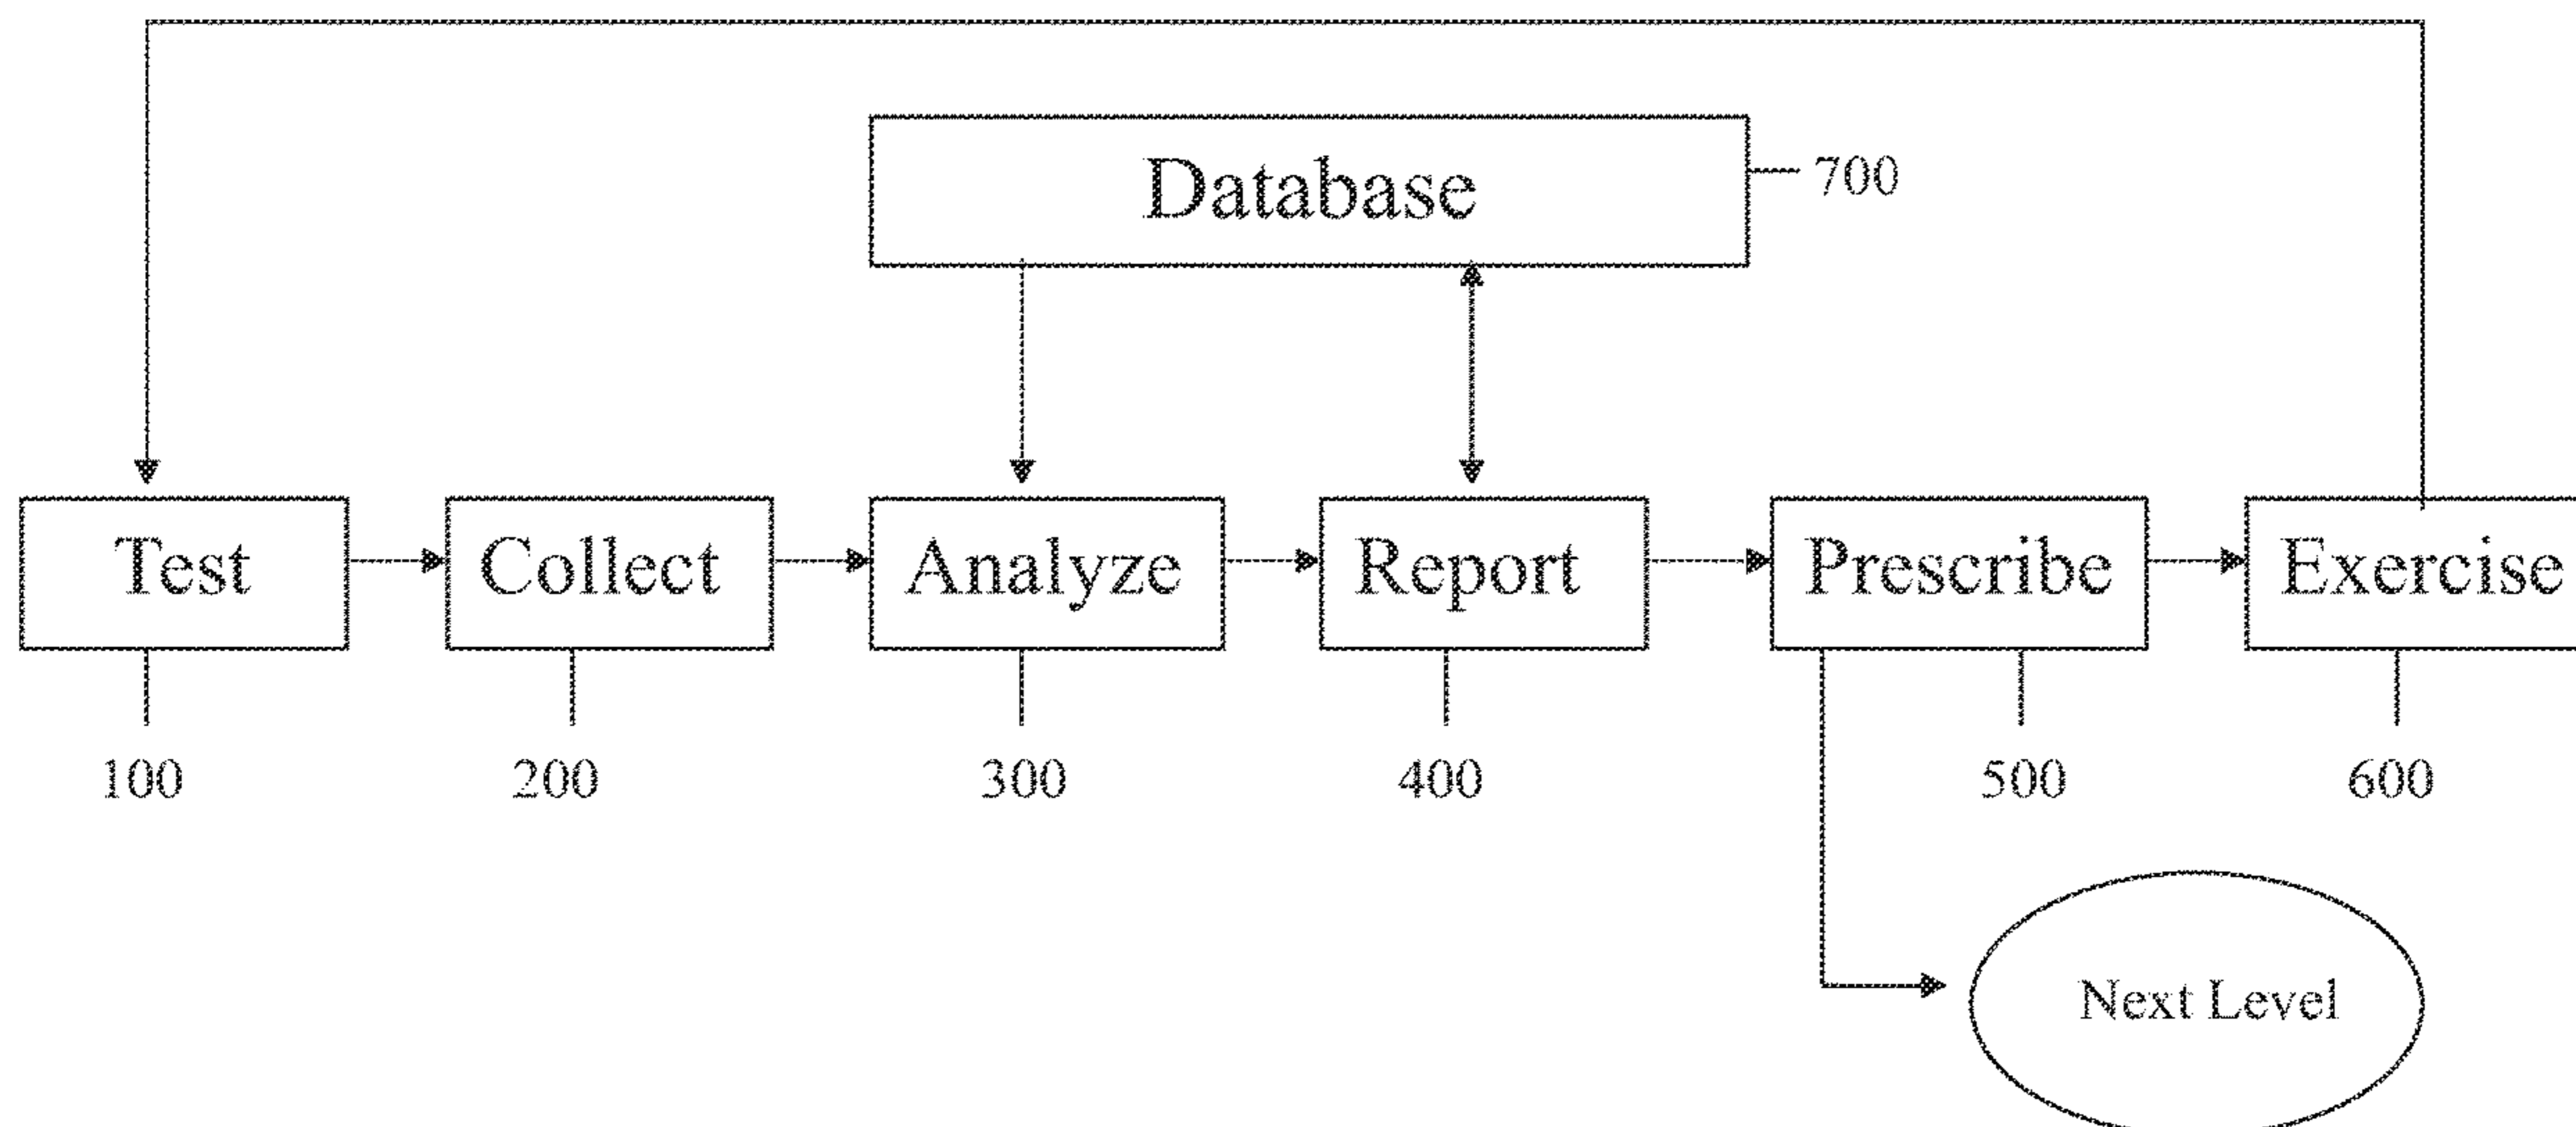 Database
700
Test
Collect
Analyze
Report
Prescribe
Exercise
100
200
300
400
500
600
Next Level